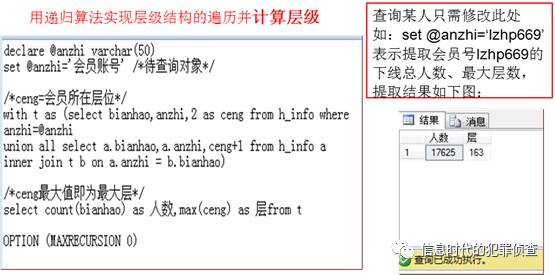 用递归算法实现层级结构的遍历并计算层级
declare @anzhi varchar(50)
set @anzhi='会员账号' /*待查询对象*/
/*ceng=会员所在层位*/
with t as (select bianhao,anzhi,2 as ceng from h_info where
anzhi=@anzhi
union all select a.bianhao,a.anzhi,ceng+1 from h_info a
inner join t b on a.anzhi = b.bianhao)
/*ceng最大值即为最大层*/
select count(bianhao) as 人数,max(ceng) as 层from t
OPTION (MAXRECURSION 0)
查询某人只需修改此处
如：set @anzhi=‘lzhp669’
表示提取会员号lzhp669的
下线总人数、最大层数，
提取结果如下图：
结果 消息
人数 层
1 17625 163
信息时代的犯罪侦查
查询已成功执行。